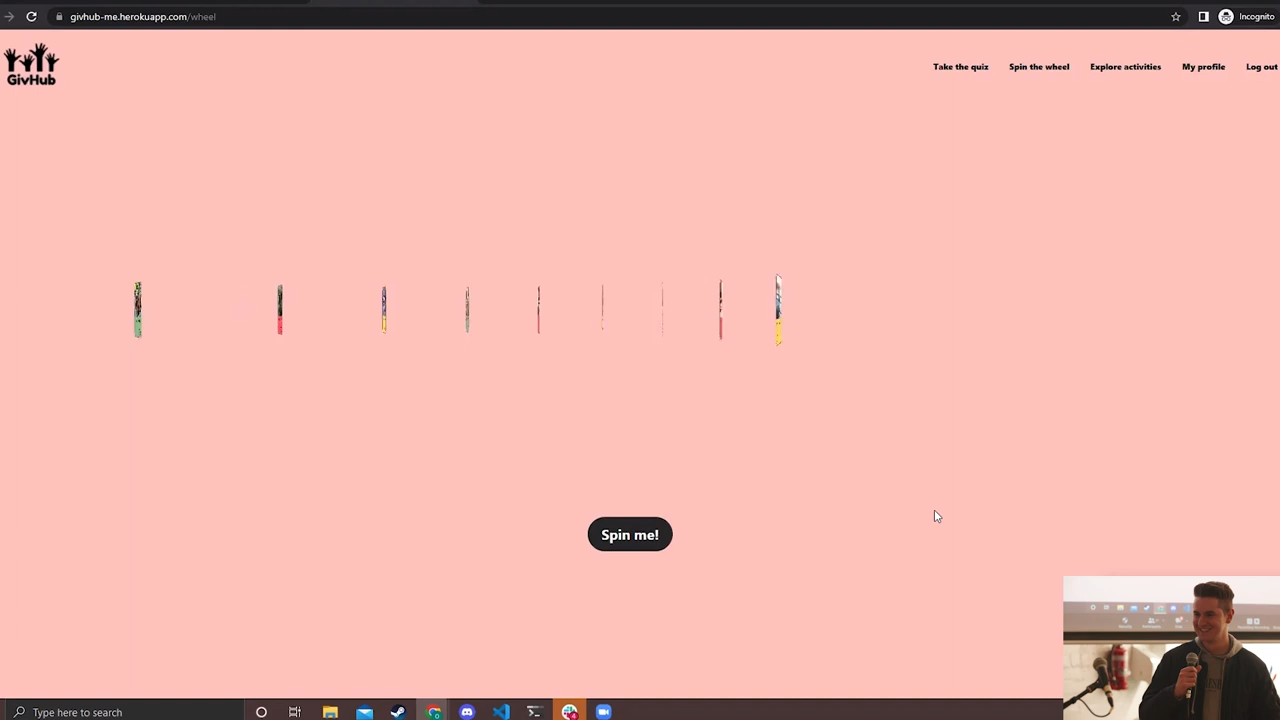 givhub-me.herokuapp.com/wheel
Incognito
GivHub
Take the quiz
Spin the wheel
Explore activities
My profile
Log out
Spin me!
Type here to search